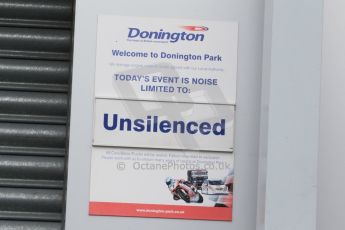 Donington
Welcome to Donington Park
TODAY'S EVENT IS NOISE
LIMITED TO:
Unsilenced
© OctanePhotos.co.uk
www.donington-park.co.uk